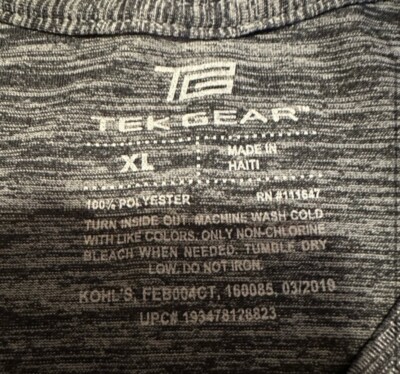 TEK GEAR™
XL
MADE IN
HAITI
100% POLYESTER
RN #111647
TURN INSIDE OUT. MACHINE WASH COLD
WITH LIKE COLORS. ONLY NON-CHLORINE
BLEACH WHEN NEEDED. TUMBLE DRY
LOW. DO NOT IRON.
KOHL'S, FEB004CT, 160085, 03/2019
UPC# 193478128823